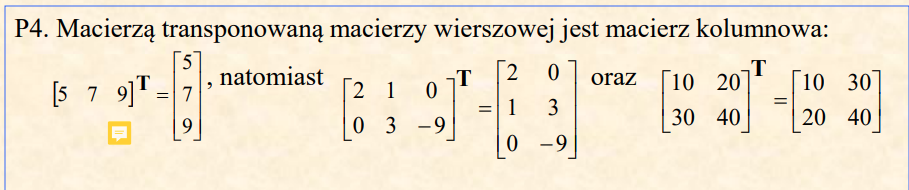 P4. Macierzą transponowaną macierzy wierszowej jest macierz kolumnowa:
[5 7 9]ᵀ = [5; 7; 9], natomiast [2 1 0; 0 3 −9]ᵀ = [2 0; 1 3; 0 −9] oraz [10 20; 30 40]ᵀ = [10 30; 20 40]